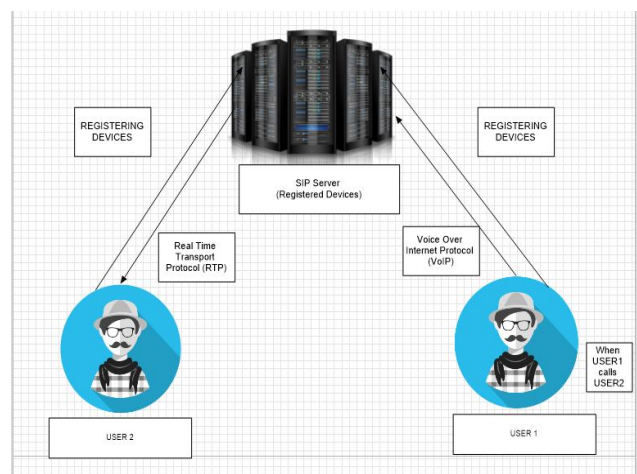 REGISTERING
DEVICES
REGISTERING
DEVICES
SIP Server
(Registered Devices)
Real Time
Transport
Protocol (RTP)
Voice Over
Internet Protocol
(VoIP)
When
USER1
calls
USER2
USER 2
USER 1